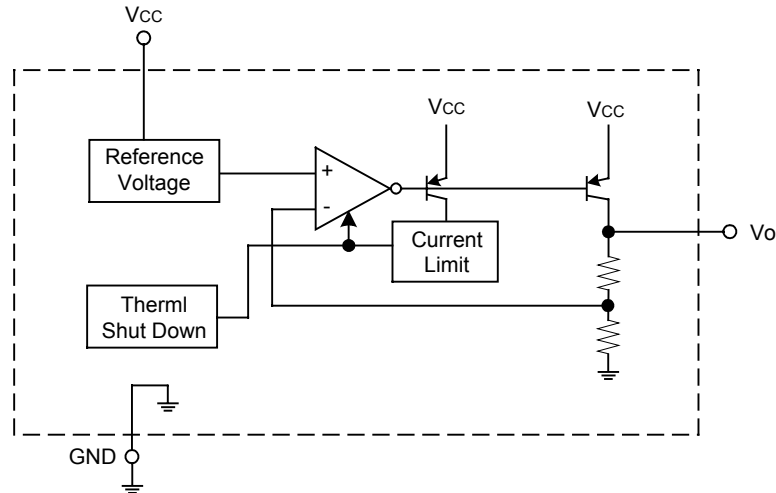 VCC
VCC
VCC
Reference
Voltage
+
-
Current
Limit
Vo
Therml
Shut Down
GND